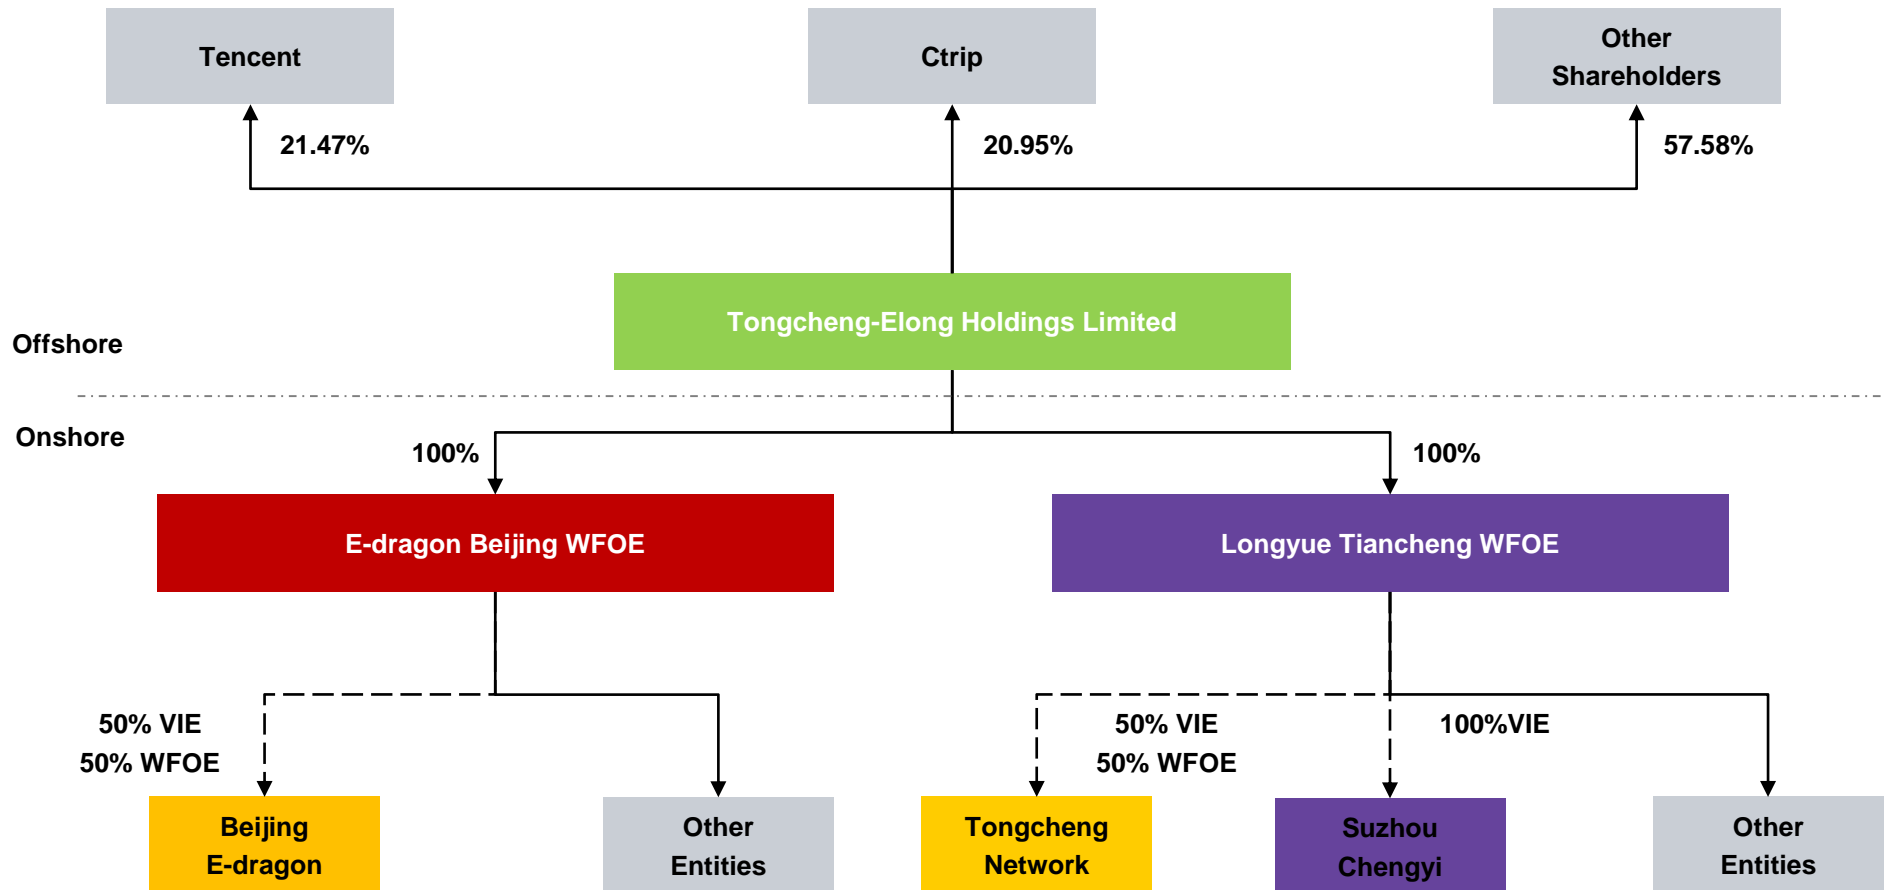 Tencent
Ctrip
Other
Shareholders
21.47%
20.95%
57.58%
Tongcheng-Elong Holdings Limited
Offshore
Onshore
100%
100%
E-dragon Beijing WFOE
Longyue Tiancheng WFOE
50% VIE
50% WFOE
50% VIE
50% WFOE
100%VIE
Beijing
E-dragon
Other
Entities
Tongcheng
Network
Suzhou
Chengyi
Other
Entities